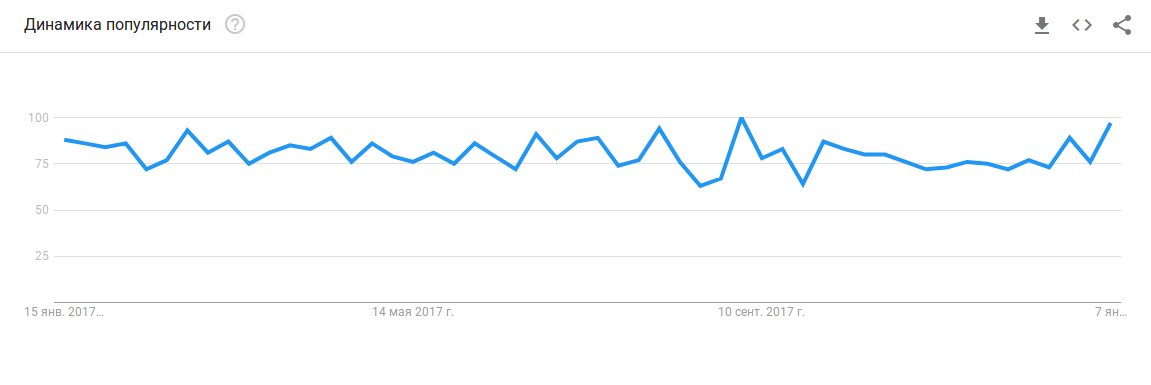 Динамика популярности ?
100
75
50
25
15 янв. 2017…
14 мая 2017 г.
10 сент. 2017 г.
7 ян…